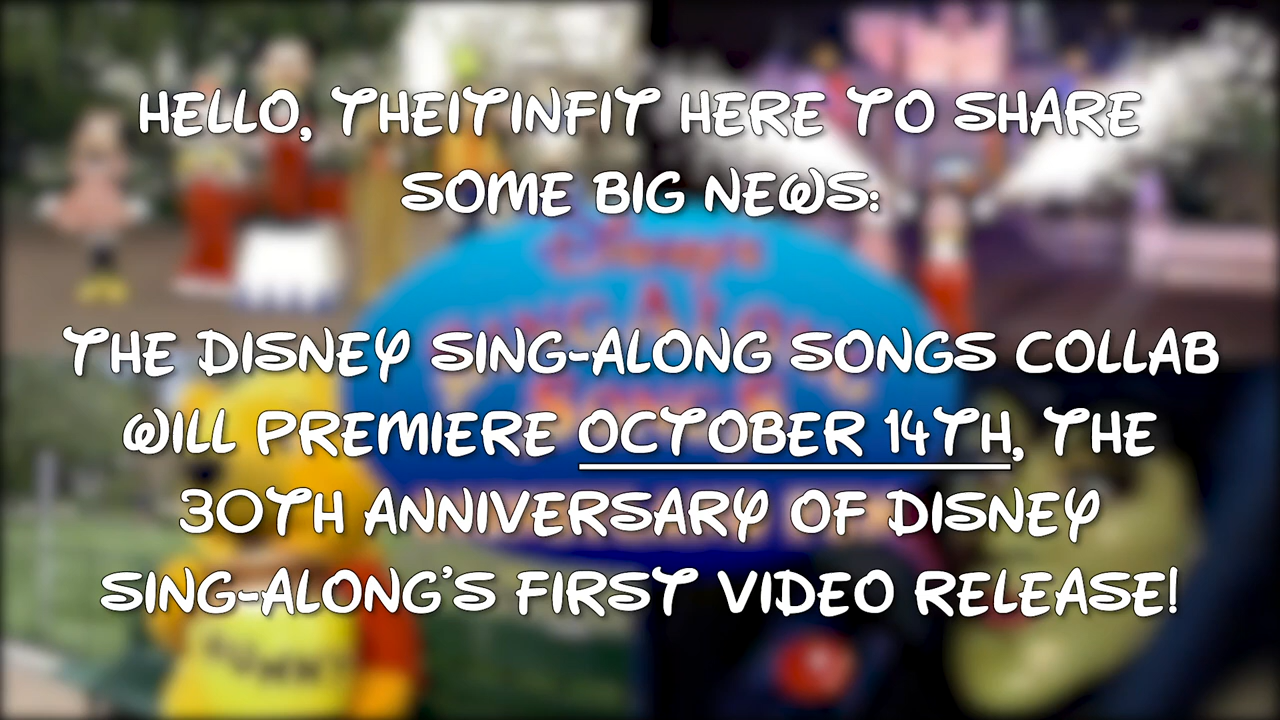 HELLO, THEITINFIT HERE TO SHARE
SOME BIG NEWS:
THE DISNEY SING-ALONG SONGS COLLAB
WILL PREMIERE OCTOBER 14TH, THE
30TH ANNIVERSARY OF DISNEY
SING-ALONG'S FIRST VIDEO RELEASE!